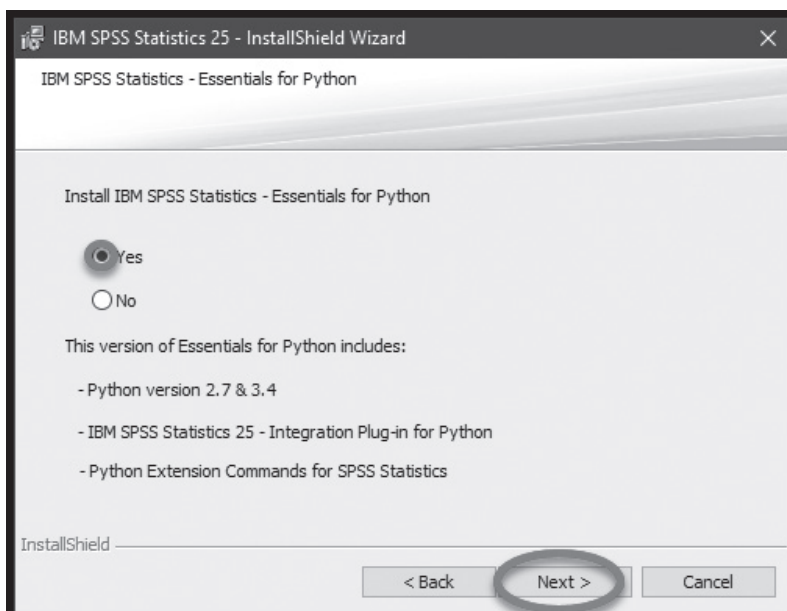 IBM SPSS Statistics 25 - InstallShield Wizard
IBM SPSS Statistics - Essentials for Python
Install IBM SPSS Statistics - Essentials for Python
Yes
No
This version of Essentials for Python includes:
- Python version 2.7 & 3.4
- IBM SPSS Statistics 25 - Integration Plug-in for Python
- Python Extension Commands for SPSS Statistics
InstallShield
< Back Next > Cancel